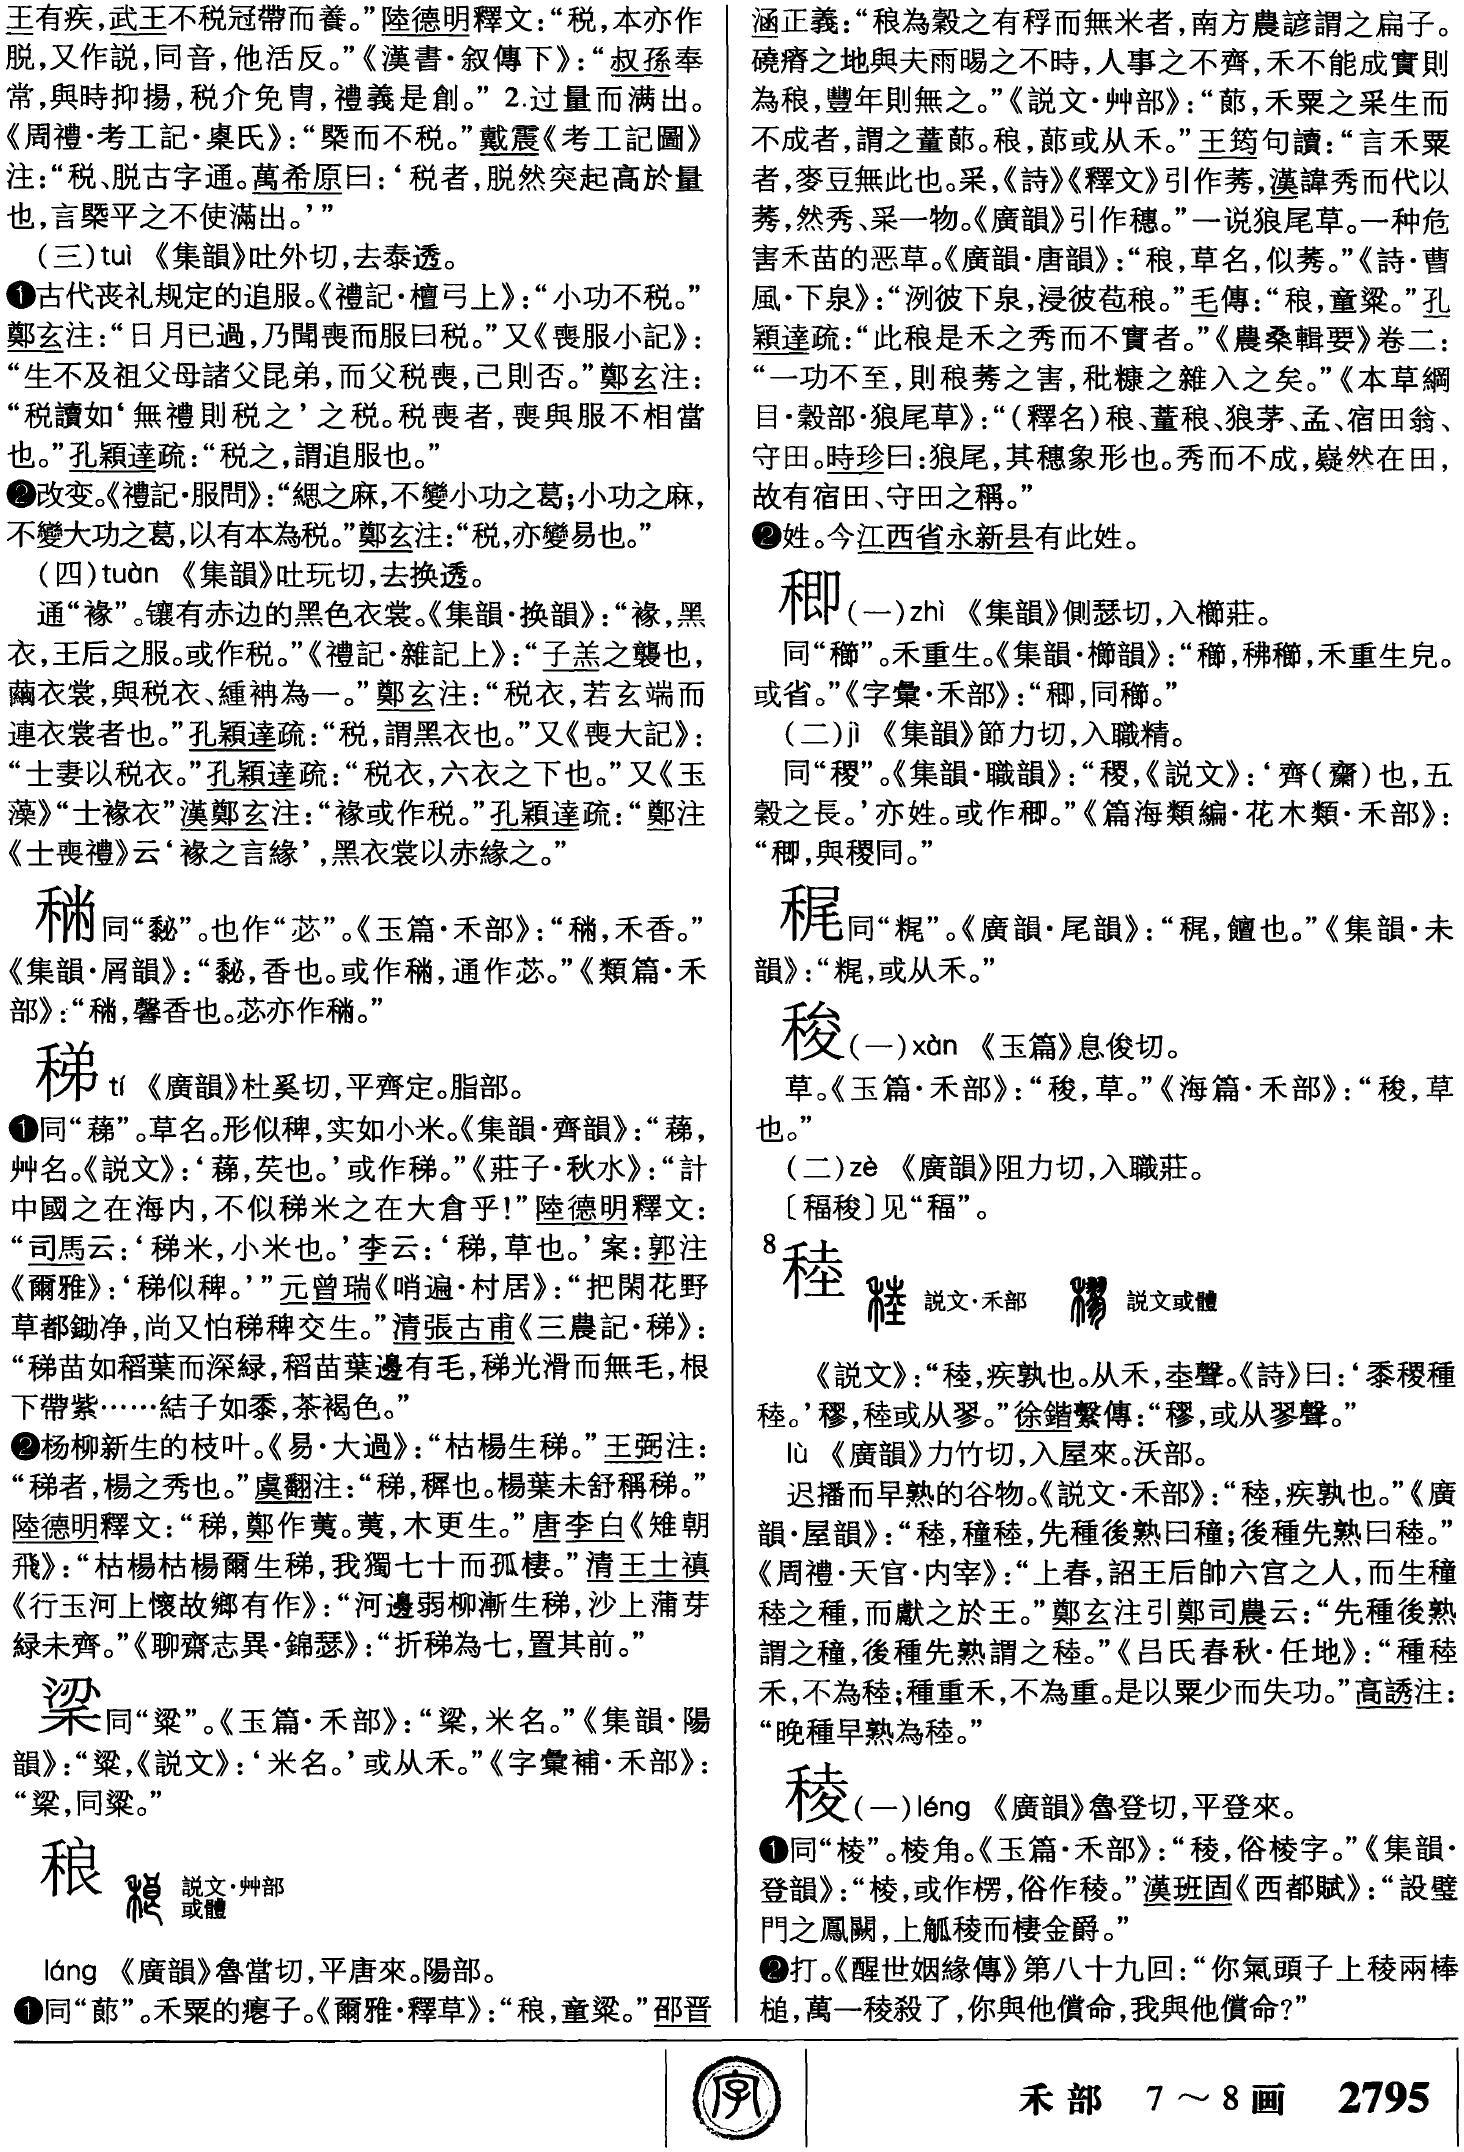 王有疾，武王不税冠帶而養。”陸德明釋文：“税，本亦作
脱，又作説，同音，他活反。”《漢書·叙傳下》：“叔孫奉
常，與時抑揚，税介免胄，禮義是創。” 2.过量而满出。
《周禮·考工記·㮚氏》：“槩而不税。”戴震《考工記圖》
注：“税、脱古字通。萬希原曰：‘税者，脱然突起高於量
也，言槩平之不使滿出。’”
(三)tuì 《集韻》吐外切，去泰透。
❶古代丧礼规定的追服。《禮記·檀弓上》：“小功不税。”
鄭玄注：“日月已過，乃聞喪而服曰税。”又《喪服小記》：
“生不及祖父母諸父昆弟，而父税喪，己則否。”鄭玄注：
“税讀如‘無禮則税之’之税。税喪者，喪與服不相當
也。”孔穎達疏：“税之，謂追服也。”
❷改变。《禮記·服問》：“緦之麻，不變小功之葛；小功之麻，
不變大功之葛，以有本為税。”鄭玄注：“税，亦變易也。”
(四)tuàn 《集韻》吐玩切，去换透。
通“褖”。镶有赤边的黑色衣裳。《集韻·换韻》：“褖，黑
衣，王后之服。或作税。”《禮記·雜記上》：“子羔之襲也，
繭衣裳，與税衣、纁袡為一。”鄭玄注：“税衣，若玄端而
連衣裳者也。”孔穎達疏：“税，謂黑衣也。”又《喪大記》：
“士妻以税衣。”孔穎達疏：“税衣，六衣之下也。”又《玉
藻》“士褖衣”漢鄭玄注：“褖或作税。”孔穎達疏：“鄭注
《士喪禮》云‘褖之言緣’，黑衣裳以赤緣之。”
同“䭱”。也作“苾”。《玉篇·禾部》：“，禾香。”
《集韻·屑韻》：“，香也。或作，通作苾。”《類篇·禾
部》：“，馨香也。苾亦作。”
稊 tí 《廣韻》杜奚切，平齊定。脂部。
❶同“蕛”。草名。形似稗，实如小米。《集韻·齊韻》：“蕛，
艸名。《説文》：‘蕛，苵也。’或作稊。”《莊子·秋水》：“計
中國之在海内，不似稊米之在大倉乎！”陸德明釋文：
“司馬云：‘稊米，小米也。’李云：‘稊，草也。’案：郭注
《爾雅》：‘稊似稗。’”元曾瑞《哨遍·村居》：“把閑花野
草都鋤净，尚又怕稊稗交生。”清張古甫《三農記·稊》：
“稊苗如稻葉而深緑，稻苗葉邊有毛，稊光滑而無毛，根
下帶紫……結子如黍，茶褐色。”
❷杨柳新生的枝叶。《易·大過》：“枯楊生稊。”王弼注：
“稊者，楊之秀也。”虞翻注：“稊，穉也。楊葉未舒稱稊。”
陸德明釋文：“稊，鄭作荑。荑，木更生。”唐李白《雉朝
飛》：“枯楊枯楊爾生稊，我獨七十而孤棲。”清王士禛
《行玉河上懷故鄉有作》：“河邊弱柳漸生稊，沙上蒲芽
緑未齊。”《聊齋志異·錦瑟》：“折稊為七，置其前。”
同“粱”。《玉篇·禾部》：“，米名。”《集韻·陽
韻》：“粱，《説文》：‘米名。’或从禾。”《字彙補·禾部》：
“，同粱。”
稂 説文·艸部
或體
láng 《廣韻》魯當切，平唐來。陽部。
❶同“蓈”。禾粟的瘪子。《爾雅·釋草》：“稂，童粱。”邵晋
涵正義：“稂為穀之有稃而無米者，南方農諺謂之扁子。
磽瘠之地與夫雨暘之不時，人事之不齊，禾不能成實則
為稂，豐年則無之。”《説文·艸部》：“蓈，禾粟之采生而
不成者，謂之蕫蓈。稂，蓈或从禾。”王筠句讀：“言禾粟
者，麥豆無此也。采，《詩》《釋文》引作莠，漢諱秀而代以
莠，然秀、采一物。《廣韻》引作穗。”一说狼尾草。一种危
害禾苗的恶草。《廣韻·唐韻》：“稂，草名，似莠。”《詩·曹
風·下泉》：“洌彼下泉，浸彼苞稂。”毛傳：“稂，童粱。”孔
穎達疏：“此稂是禾之秀而不實者。”《農桑輯要》卷二：
“一功不至，則稂莠之害，秕糠之雜入之矣。”《本草綱
目·穀部·狼尾草》：“(釋名)稂、蕫稂、狼茅、孟、宿田翁、
守田。時珍曰：狼尾，其穗象形也。秀而不成，嶷然在田，
故有宿田、守田之稱。”
❷姓。今江西省永新县有此姓。
䄯(一)zhì 《集韻》側瑟切，入櫛莊。
同“䅩”。禾重生。《集韻·櫛韻》：“，䅩，禾重生皃。
或省。”《字彙·禾部》：“，同。”
(二)jì 《集韻》節力切，入職精。
同“稷”。《集韻·職韻》：“稷，《説文》：‘齊(𪗉)也，五
穀之長。’亦姓。或作。”《篇海類編·花木類·禾部》：
“，與稷同。”
䅏同“䊊”。《廣韻·尾韻》：“，饘也。”《集韻·未
韻》：“，或从禾。”
稄(一)xùn 《玉篇》息俊切。
草。《玉篇·禾部》：“稄，草。”《海篇·禾部》：“稄，草
也。”
(二)zè 《廣韻》阻力切，入職莊。
〔稫稄〕见“稫”。
8 稑 説文·禾部 説文或體
《説文》：“稑，疾孰也。从禾，坴聲。《詩》曰：‘黍稷種
稑。’穋，稑或从翏。”徐鍇繫傳：“穋，或从翏聲。”
lù 《廣韻》力竹切，入屋來。沃部。
迟播而早熟的谷物。《説文·禾部》：“稑，疾孰也。”《廣
韻·屋韻》：“稑，穜稑，先種後熟曰穜；後種先熟曰稑。”
《周禮·天官·内宰》：“上春，詔王后帥六宫之人，而生穜
稑之種，而獻之於王。”鄭玄注引鄭司農云：“先種後熟
謂之穜，後種先熟謂之稑。”《吕氏春秋·任地》：“種稑
禾，不為稑；種重禾，不為重。是以粟少而失功。”高誘注：
“晚種早熟為稑。”
稜(一)léng 《廣韻》魯登切，平登來。
❶同“棱”。棱角。《玉篇·禾部》：“稜，俗棱字。”《集韻·
登韻》：“棱，或作楞，俗作稜。”漢班固《西都賦》：“設璧
門之鳳闕，上觚稜而棲金爵。”
❷打。《醒世姻緣傳》第八十九回：“你氣頭子上稜兩棒
槌，萬一稜殺了，你與他償命，我與他償命？”
字
禾部 7～8画 2795